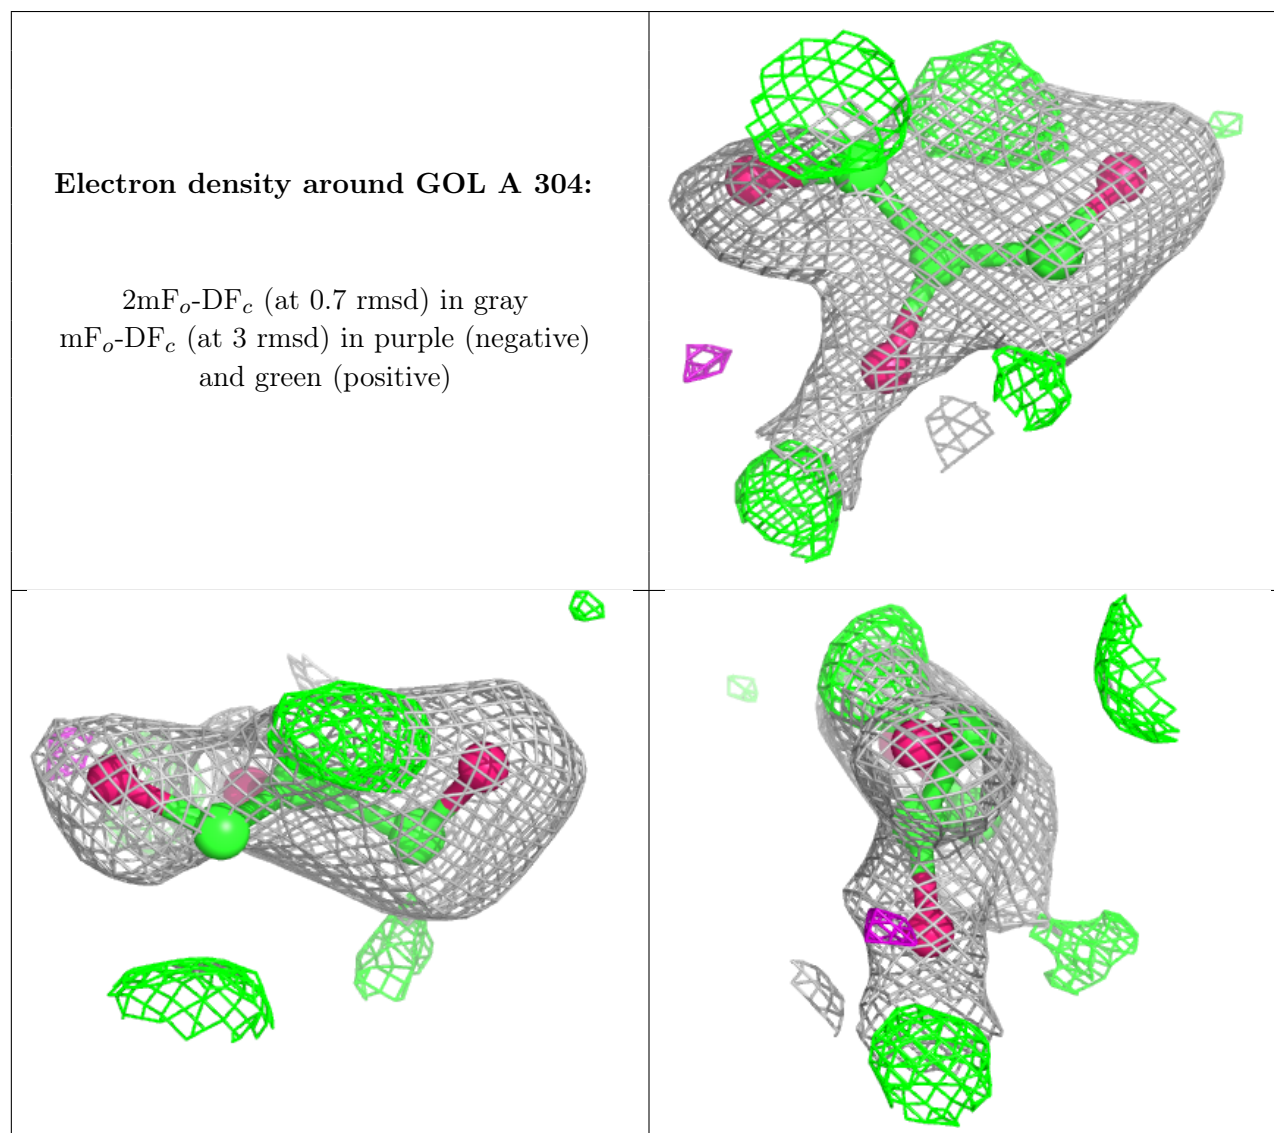 Electron density around GOL A 304:
2mFo-DFc (at 0.7 rmsd) in gray
mFo-DFc (at 3 rmsd) in purple (negative)
and green (positive)